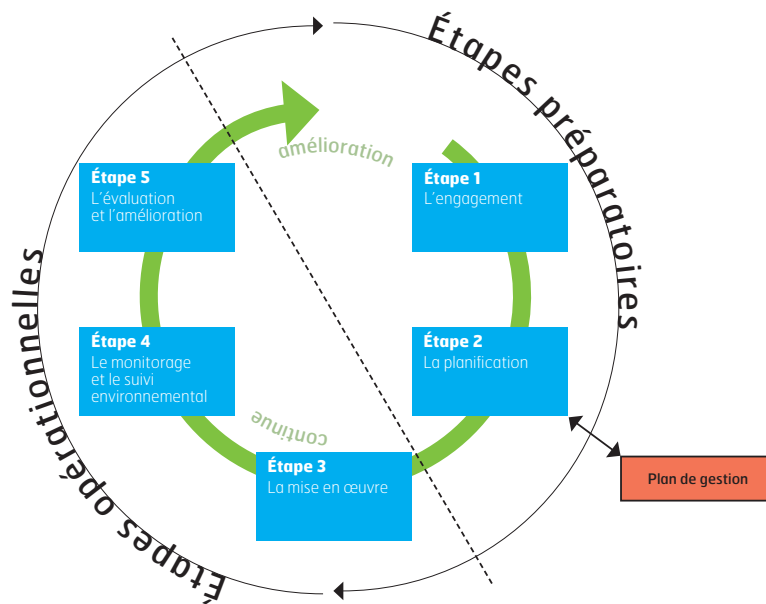 Étapes préparatoires
amélioration
Étape 1
L'engagement
Étape 2
La planification
Plan de gestion
Étape 3
La mise en œuvre
Étape 4
Le monitorage
et le suivi
environnemental
Étape 5
L'évaluation
et l'amélioration
continue
Étapes opérationnelles